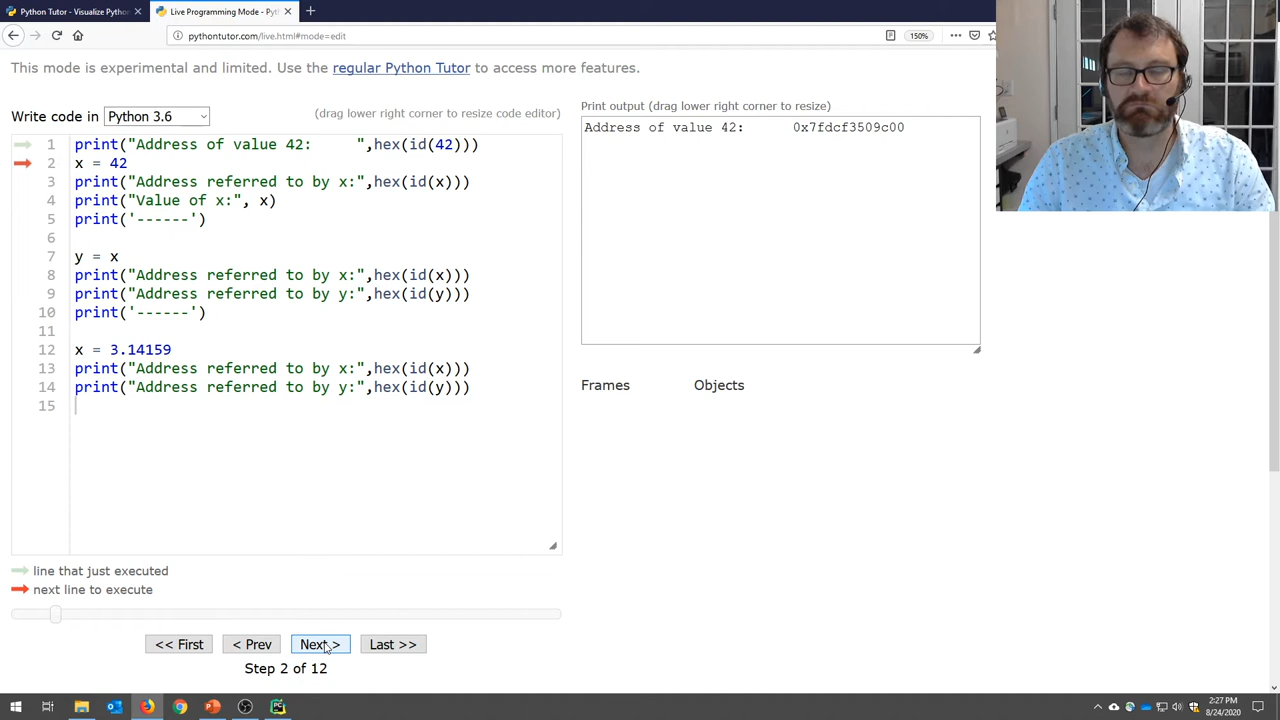 Python Tutor - Visualize Python
Live Programming Mode - Pyt
pythontutor.com/live.html#mode=edit
150%
This mode is experimental and limited. Use the regular Python Tutor to access more features.
Write code in Python 3.6
(drag lower right corner to resize code editor)
1 print("Address of value 42:     ",hex(id(42)))
2 x = 42
3 print("Address referred to by x:",hex(id(x)))
4 print("Value of x:", x)
5 print('------')
6
7 y = x
8 print("Address referred to by x:",hex(id(x)))
9 print("Address referred to by y:",hex(id(y)))
10 print('------')
11
12 x = 3.14159
13 print("Address referred to by x:",hex(id(x)))
14 print("Address referred to by y:",hex(id(y)))
15
line that just executed
next line to execute
<< First
< Prev
Next >
Last >>
Step 2 of 12
Print output (drag lower right corner to resize)
Address of value 42:      0x7fdcf3509c00
Frames
Objects
2:27 PM
8/24/2020